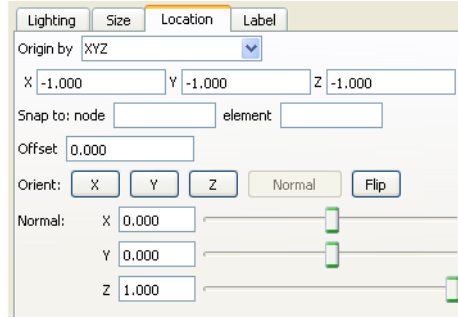 Lighting Size Location Label
Origin by XYZ
X -1.000 Y -1.000 Z -1.000
Snap to: node element
Offset 0.000
Orient: X Y Z Normal Flip
Normal: X 0.000
Y 0.000
Z 1.000